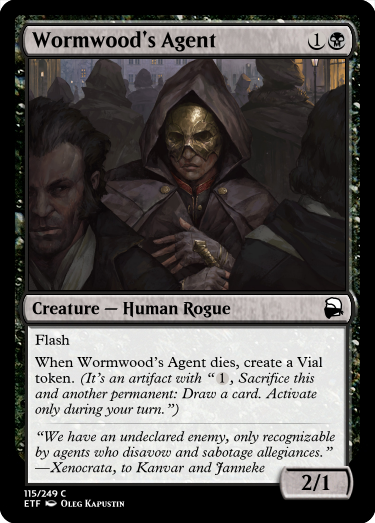 Wormwood's Agent 1
Creature — Human Rogue
Flash
When Wormwood's Agent dies, create a Vial
token. (It's an artifact with “1, Sacrifice this
and another permanent: Draw a card. Activate
only during your turn.”)
“We have an undeclared enemy, only recognizable
by agents who disavow and sabotage allegiances.”
—Xenocrata, to Kanvar and Janneke
2/1
115/249 C
ETF Oleg Kapustin